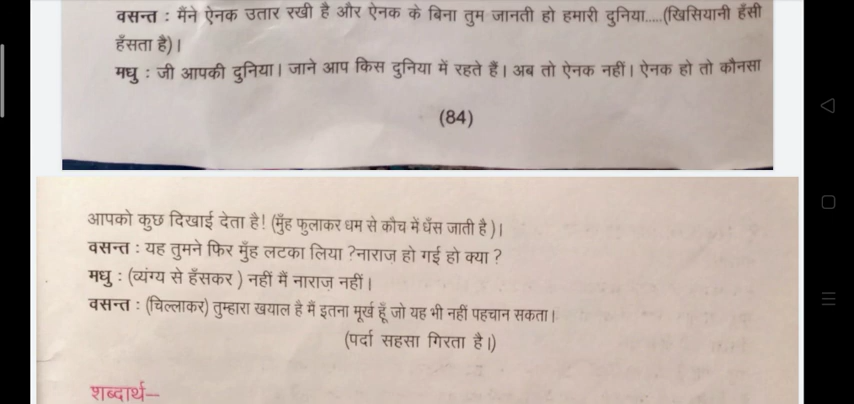 वसन्त : मैंने ऐनक उतार रखी है और ऐनक के बिना तुम जानती हो हमारी दुनिया.....(खिसियानी हँसी
हँसता है)।
मधु : जी आपकी दुनिया। जाने आप किस दुनिया में रहते हैं। अब तो ऐनक नहीं। ऐनक हो तो कौनसा
(84)
आपको कुछ दिखाई देता है! (मुँह फुलाकर धम से कौच में धँस जाती है )।
वसन्त : यह तुमने फिर मुँह लटका लिया ?नाराज़ हो गई हो क्या ?
मधु : (व्यंग्य से हँसकर ) नहीं मैं नाराज़ नहीं।
वसन्त : (चिल्लाकर) तुम्हारा खयाल है मैं इतना मूर्ख हूँ जो यह भी नहीं पहचान सकता।
(पर्दा सहसा गिरता है।)
शब्दार्थ--